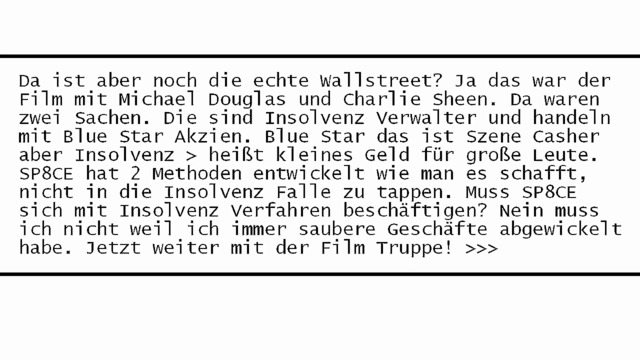 Da ist aber noch die echte Wallstreet? Ja das war der
Film mit Michael Douglas und Charlie Sheen. Da waren
zwei Sachen. Die sind Insolvenz Verwalter und handeln
mit Blue Star Akzien. Blue Star das ist Szene Casher
aber Insolvenz > heißt kleines Geld für große Leute.
SP8CE hat 2 Methoden entwickelt wie man es schafft,
nicht in die Insolvenz Falle zu tappen. Muss SP8CE
sich mit Insolvenz Verfahren beschäftigen? Nein muss
ich nicht weil ich immer saubere Geschäfte abgewickelt
habe. Jetzt weiter mit der Film Truppe! >>>